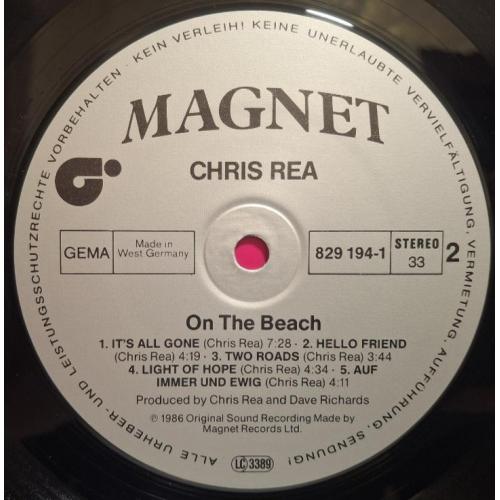 ALLE URHEBER- UND LEISTUNGSSCHUTZRECHTE VORBEHALTEN · KEIN VERLEIH! KEINE UNERLAUBTE VERVIELFÄLTIGUNG, VERMIETUNG, AUFFÜHRUNG, SENDUNG!
MAGNET
CHRIS REA
GEMA
Made in
West Germany
829 194-1
STEREO
33
2
On The Beach
1. IT'S ALL GONE (Chris Rea) 7:28 · 2. HELLO FRIEND
(Chris Rea) 4:19 · 3. TWO ROADS (Chris Rea) 3:44
4. LIGHT OF HOPE (Chris Rea) 4:34 · 5. AUF
IMMER UND EWIG (Chris Rea) 4:11
Produced by Chris Rea and Dave Richards
℗ 1986 Original Sound Recording Made by
Magnet Records Ltd.
LC 3389